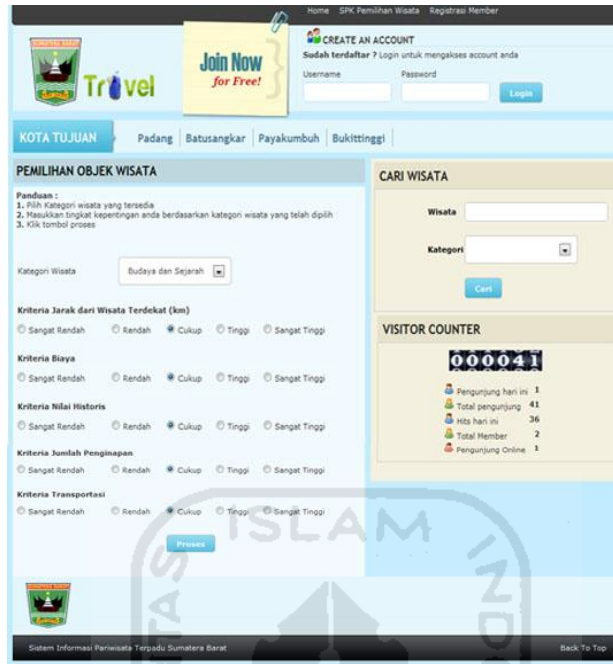 Home SPK Pemilihan Wisata Registrasi Member
SUMATERA BARAT
Travel
Join Now
for Free!
CREATE AN ACCOUNT
Sudah terdaftar ? Login untuk mengakses account anda
Username Password
Login
KOTA TUJUAN Padang Batusangkar Payakumbuh Bukittinggi
PEMILIHAN OBJEK WISATA
Panduan :
1. Pilih Kategori wisata yang tersedia
2. Masukkan tingkat kepentingan anda berdasarkan kategori wisata yang telah dipilih
3. Klik tombol proses
Kategori Wisata Budaya dan Sejarah
Kriteria Jarak dari Wisata Terdekat (km)
Sangat Rendah Rendah Cukup Tinggi Sangat Tinggi
Kriteria Biaya
Sangat Rendah Rendah Cukup Tinggi Sangat Tinggi
Kriteria Nilai Historis
Sangat Rendah Rendah Cukup Tinggi Sangat Tinggi
Kriteria Jumlah Penginapan
Sangat Rendah Rendah Cukup Tinggi Sangat Tinggi
Kriteria Transportasi
Sangat Rendah Rendah Cukup Tinggi Sangat Tinggi
Proses
CARI WISATA
Wisata
Kategori
Cari
VISITOR COUNTER
000041
Pengunjung hari ini 1
Total pengunjung 41
Hits hari ini 36
Total Member 2
Pengunjung Online 1
ISLAM
Sistem Informasi Pariwisata Terpadu Sumatera Barat
Back To Top